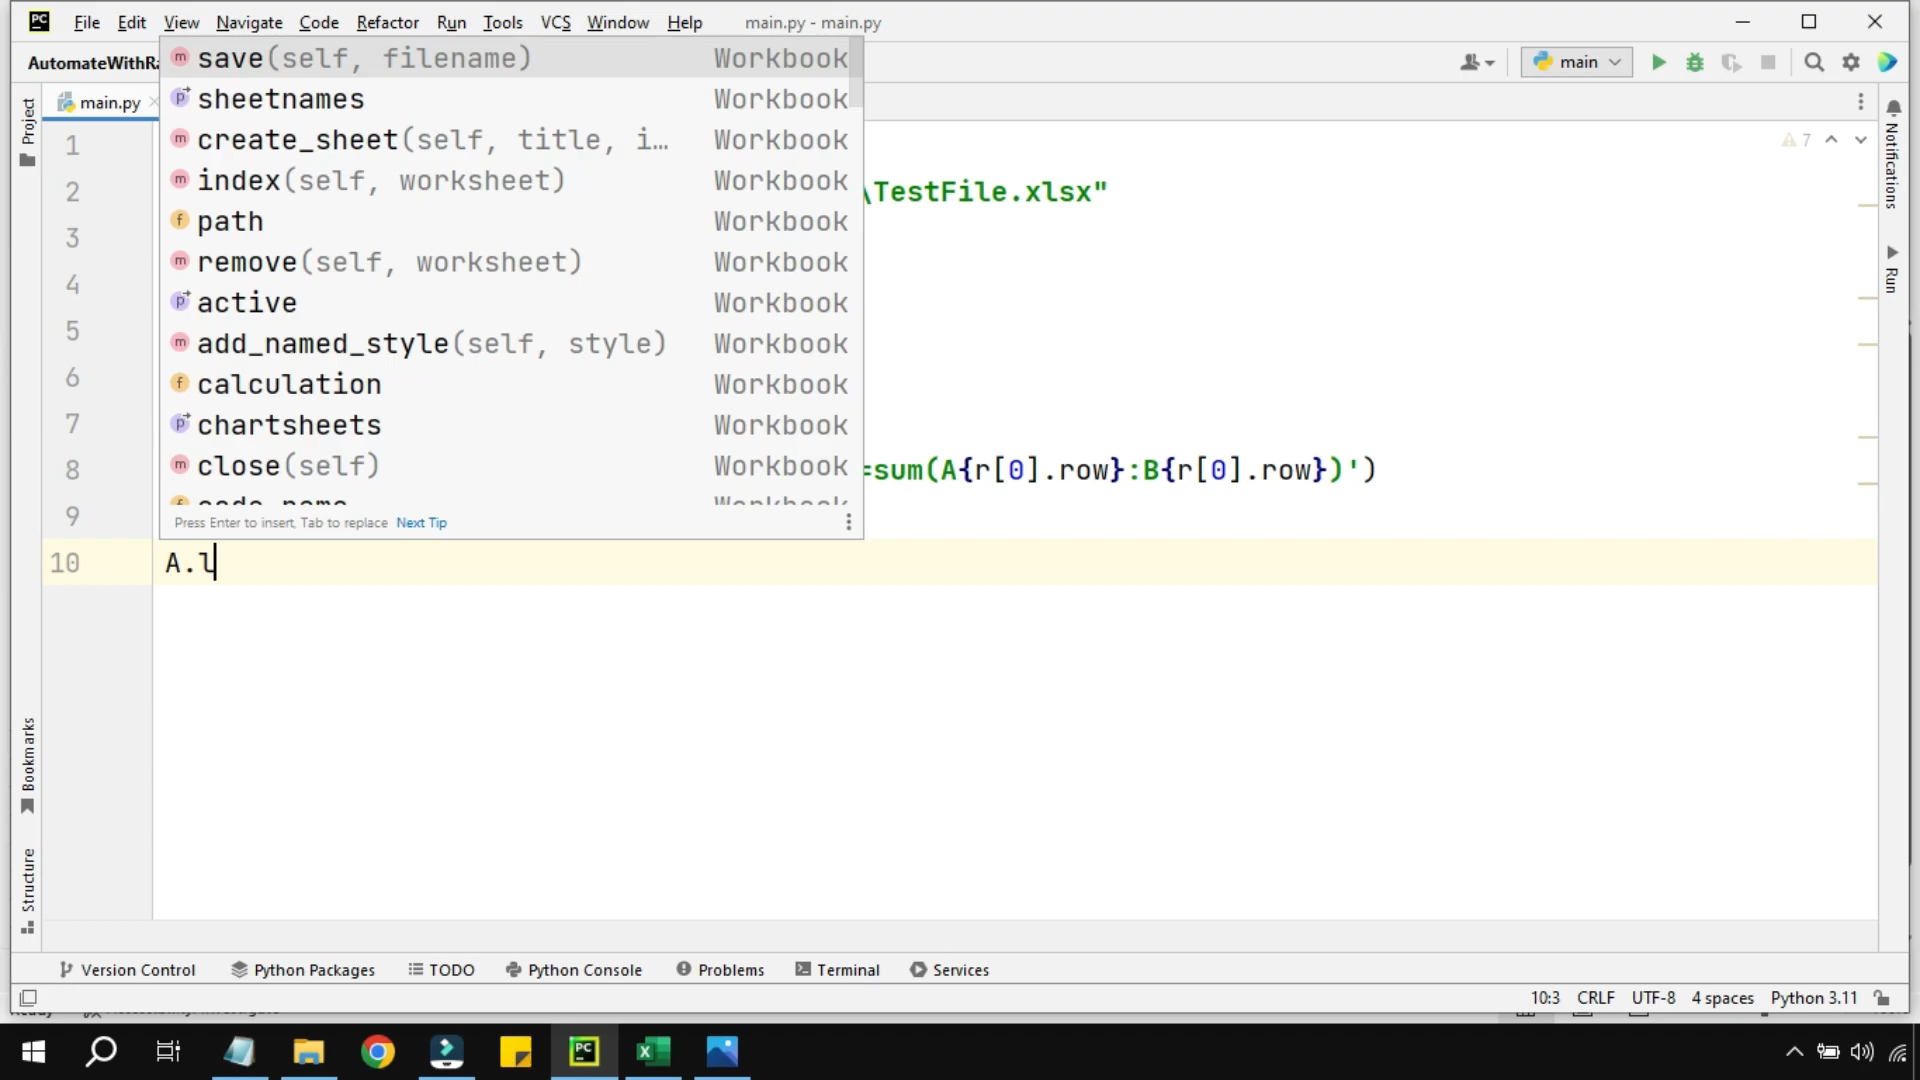 File Edit View Navigate Code Refactor Run Tools VCS Window Help main.py - main.py
AutomateWithRa
main
main.py
Project
Notifications
Run
Bookmarks
Structure
save(self, filename) Workbook
sheetnames Workbook
create_sheet(self, title, i… Workbook
index(self, worksheet) Workbook
path Workbook
remove(self, worksheet) Workbook
active Workbook
add_named_style(self, style) Workbook
calculation Workbook
chartsheets Workbook
close(self) Workbook
code_name Workbook
Press Enter to insert, Tab to replace Next Tip
7
1
2 \TestFile.xlsx"
3
4
5
6
7
8 =sum(A{r[0].row}:B{r[0].row})')
9
10 A.l
Version Control Python Packages TODO Python Console Problems Terminal Services
10:3 CRLF UTF-8 4 spaces Python 3.11